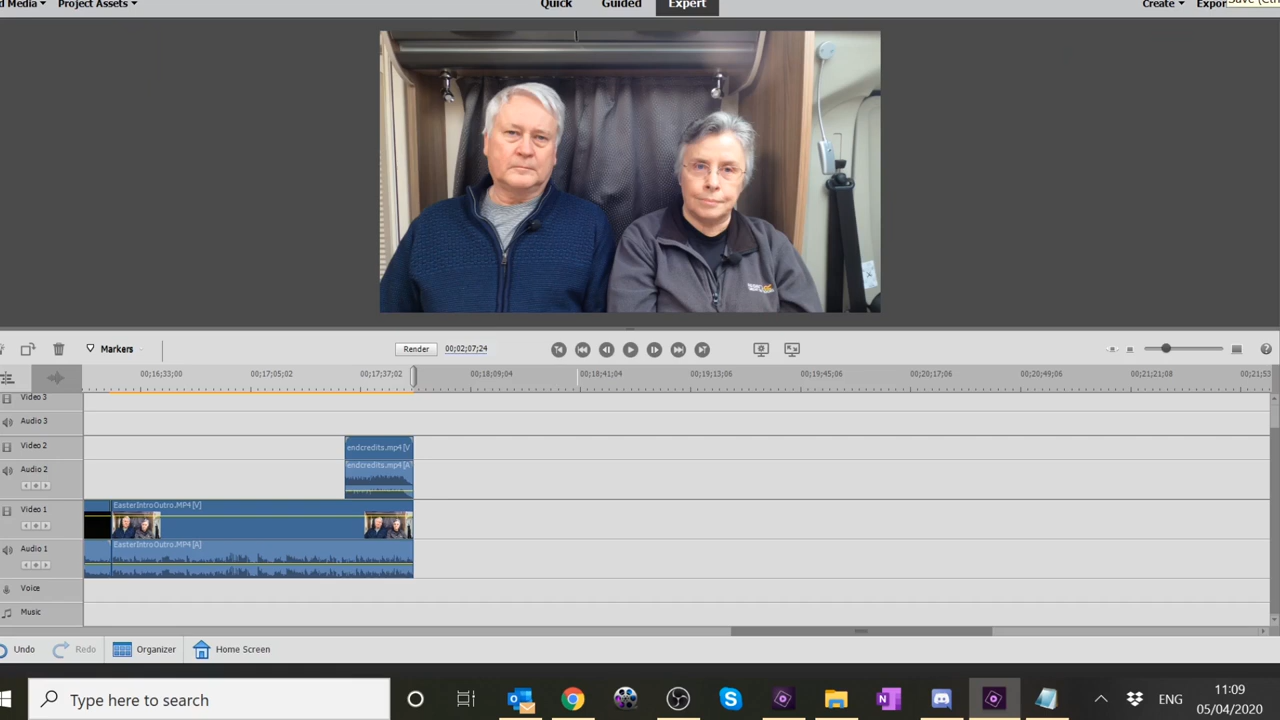 d Media Project Assets Quick Guided Expert Create Expor
Markers Render 00;02;07;24
00;16;33;00 00;17;05;02 00;17;37;02 00;18;09;04 00;18;41;04 00;19;13;06 00;19;45;06 00;20;17;06 00;20;49;06 00;21;21;08 00;21;53
Video 3
Audio 3
Video 2 endcredits.mp4 [V
Audio 2 endcredits.mp4 [A
Video 1 EasterIntroOutro.MP4 [V]
Audio 1 EasterIntroOutro.MP4 [A]
Voice
Music
Undo Redo Organizer Home Screen
Type here to search ENG 11:09
05/04/2020